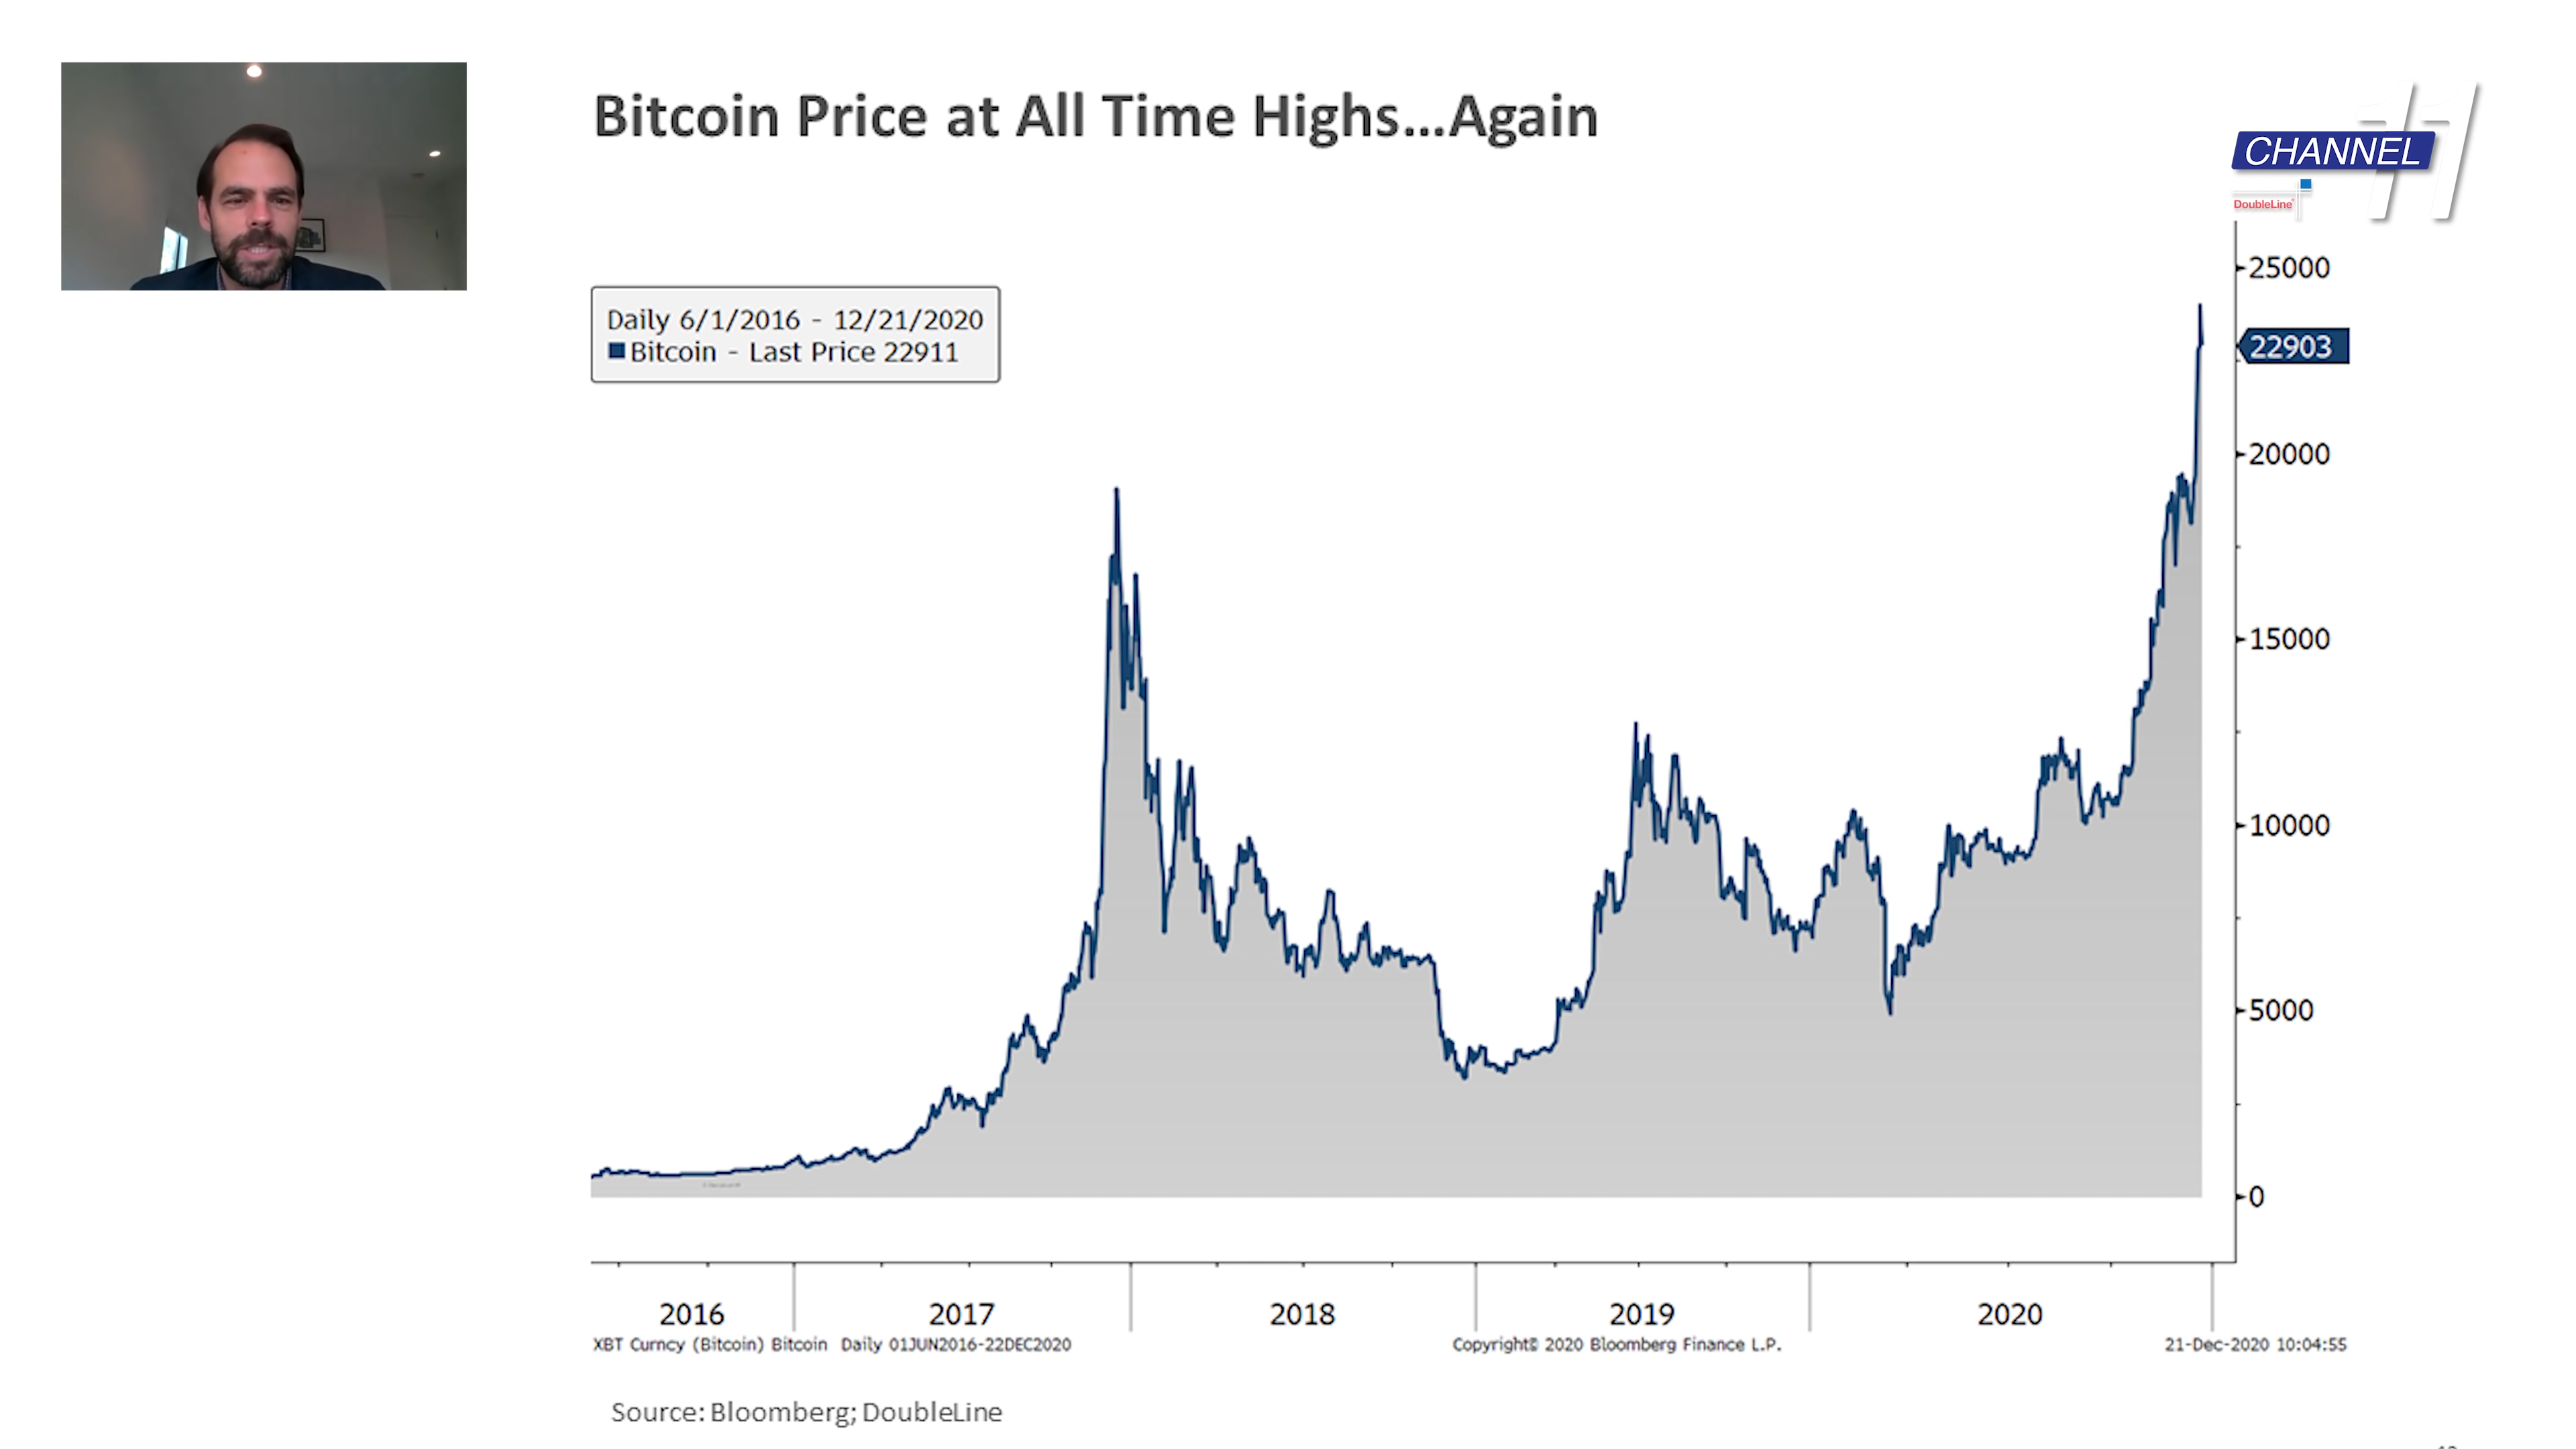 Bitcoin Price at All Time Highs...Again
CHANNEL 11
DoubleLine
Daily 6/1/2016 - 12/21/2020
Bitcoin - Last Price 22911
25000
22903
20000
15000
10000
5000
0
2016 2017 2018 2019 2020
XBT Curncy (Bitcoin) Bitcoin Daily 01JUN2016-22DEC2020 Copyright© 2020 Bloomberg Finance L.P. 21-Dec-2020 10:04:55
Source: Bloomberg; DoubleLine